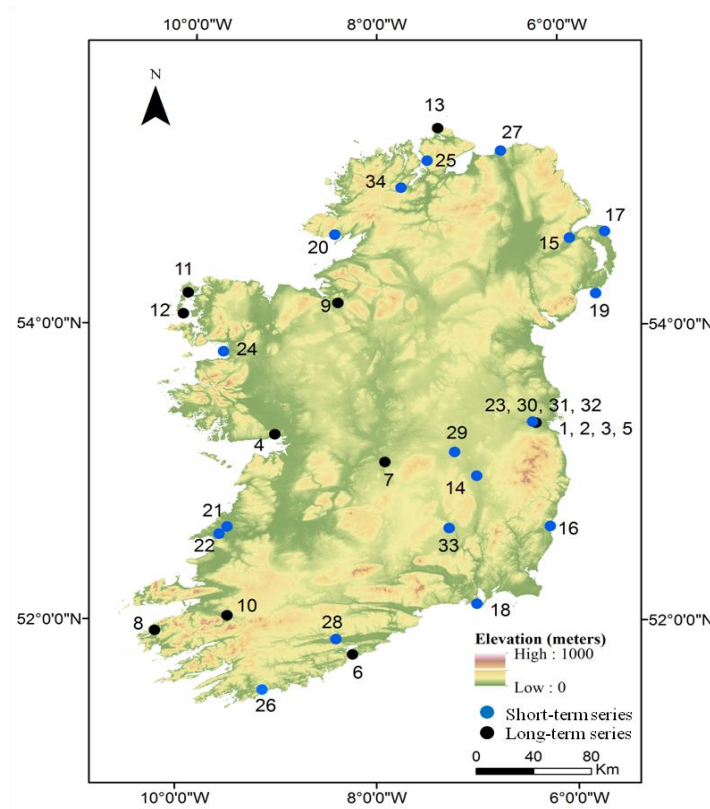 10°0'0"W 8°0'0"W 6°0'0"W
N
13
27
25
34
17
15
20
11
19
12
9
54°0'0"N
54°0'0"N
24
23, 30, 31, 32
1, 2, 3, 5
4
29
7
14
21
16
22
33
18
10
52°0'0"N
52°0'0"N
8
28
6
Elevation (meters)
High : 1000
Low : 0
26
Short-term series
Long-term series
0 40 80
Km
10°0'0"W 8°0'0"W 6°0'0"W